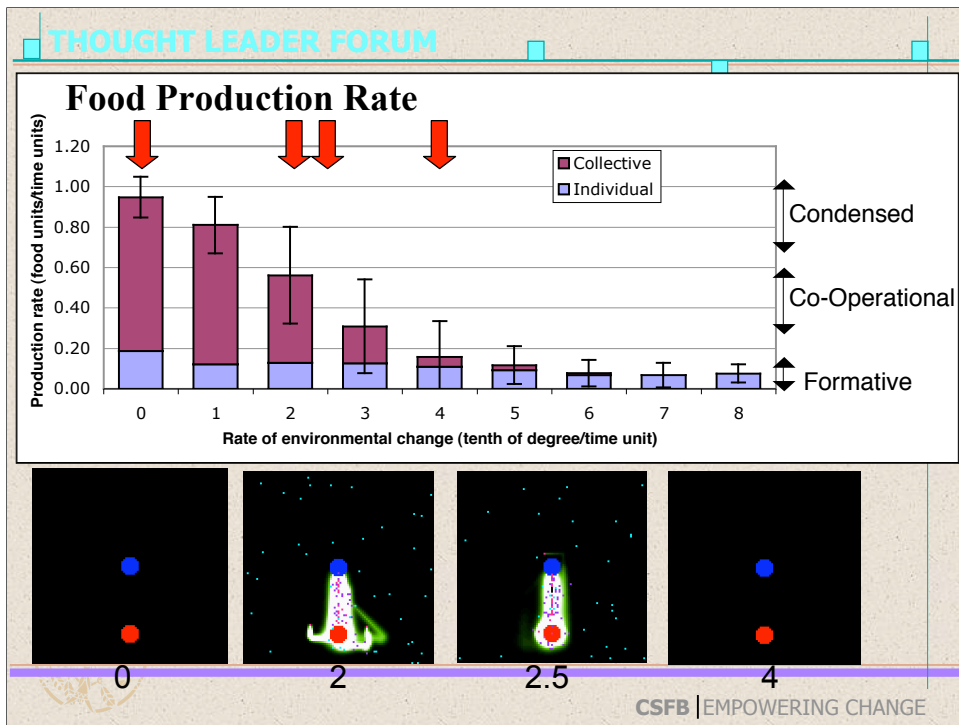 THOUGHT LEADER FORUM
Food Production Rate
Production rate (food units/time units)
1.20
1.00
0.80
0.60
0.40
0.20
0.00
Collective
Individual
Condensed
Co-Operational
Formative
0 1 2 3 4 5 6 7 8
Rate of environmental change (tenth of degree/time unit)
0 2 2.5 4
CSFB | EMPOWERING CHANGE